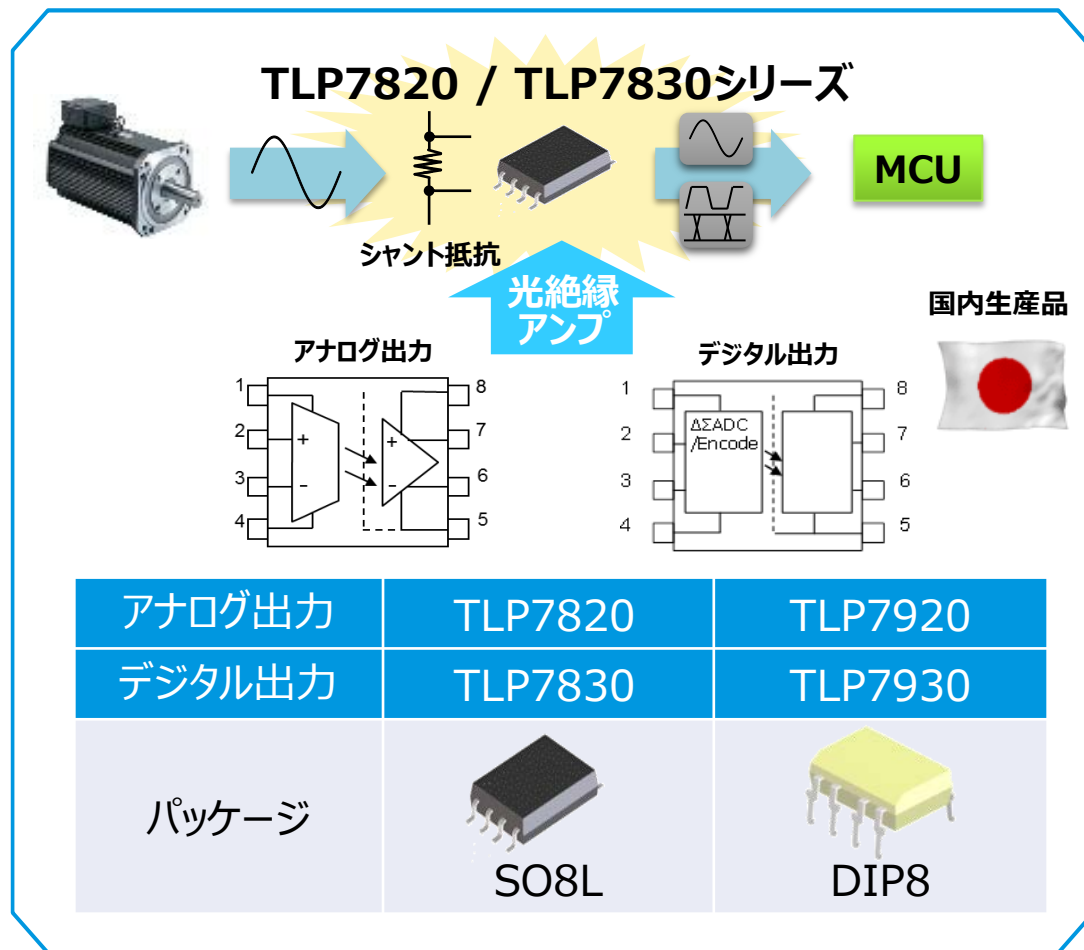 TLP7820 / TLP7830シリーズ
MCU
シャント抵抗
光絶縁
アンプ
国内生産品
アナログ出力
デジタル出力
1
2
3
4
8
7
6
5
+
-
+
-
1
2
3
4
8
7
6
5
ΔΣADC
/Encode
アナログ出力 TLP7820 TLP7920
デジタル出力 TLP7830 TLP7930
パッケージ
SO8L DIP8